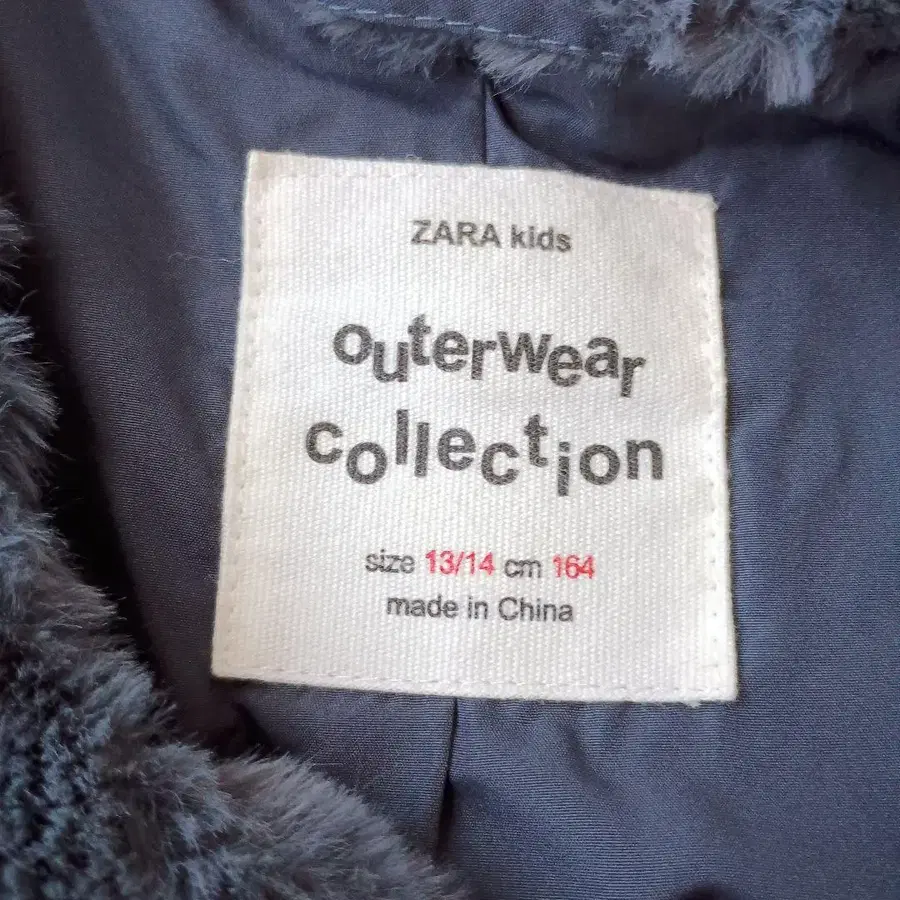 ZARA kids
outerwear
collection
size 13/14 cm 164
made in China